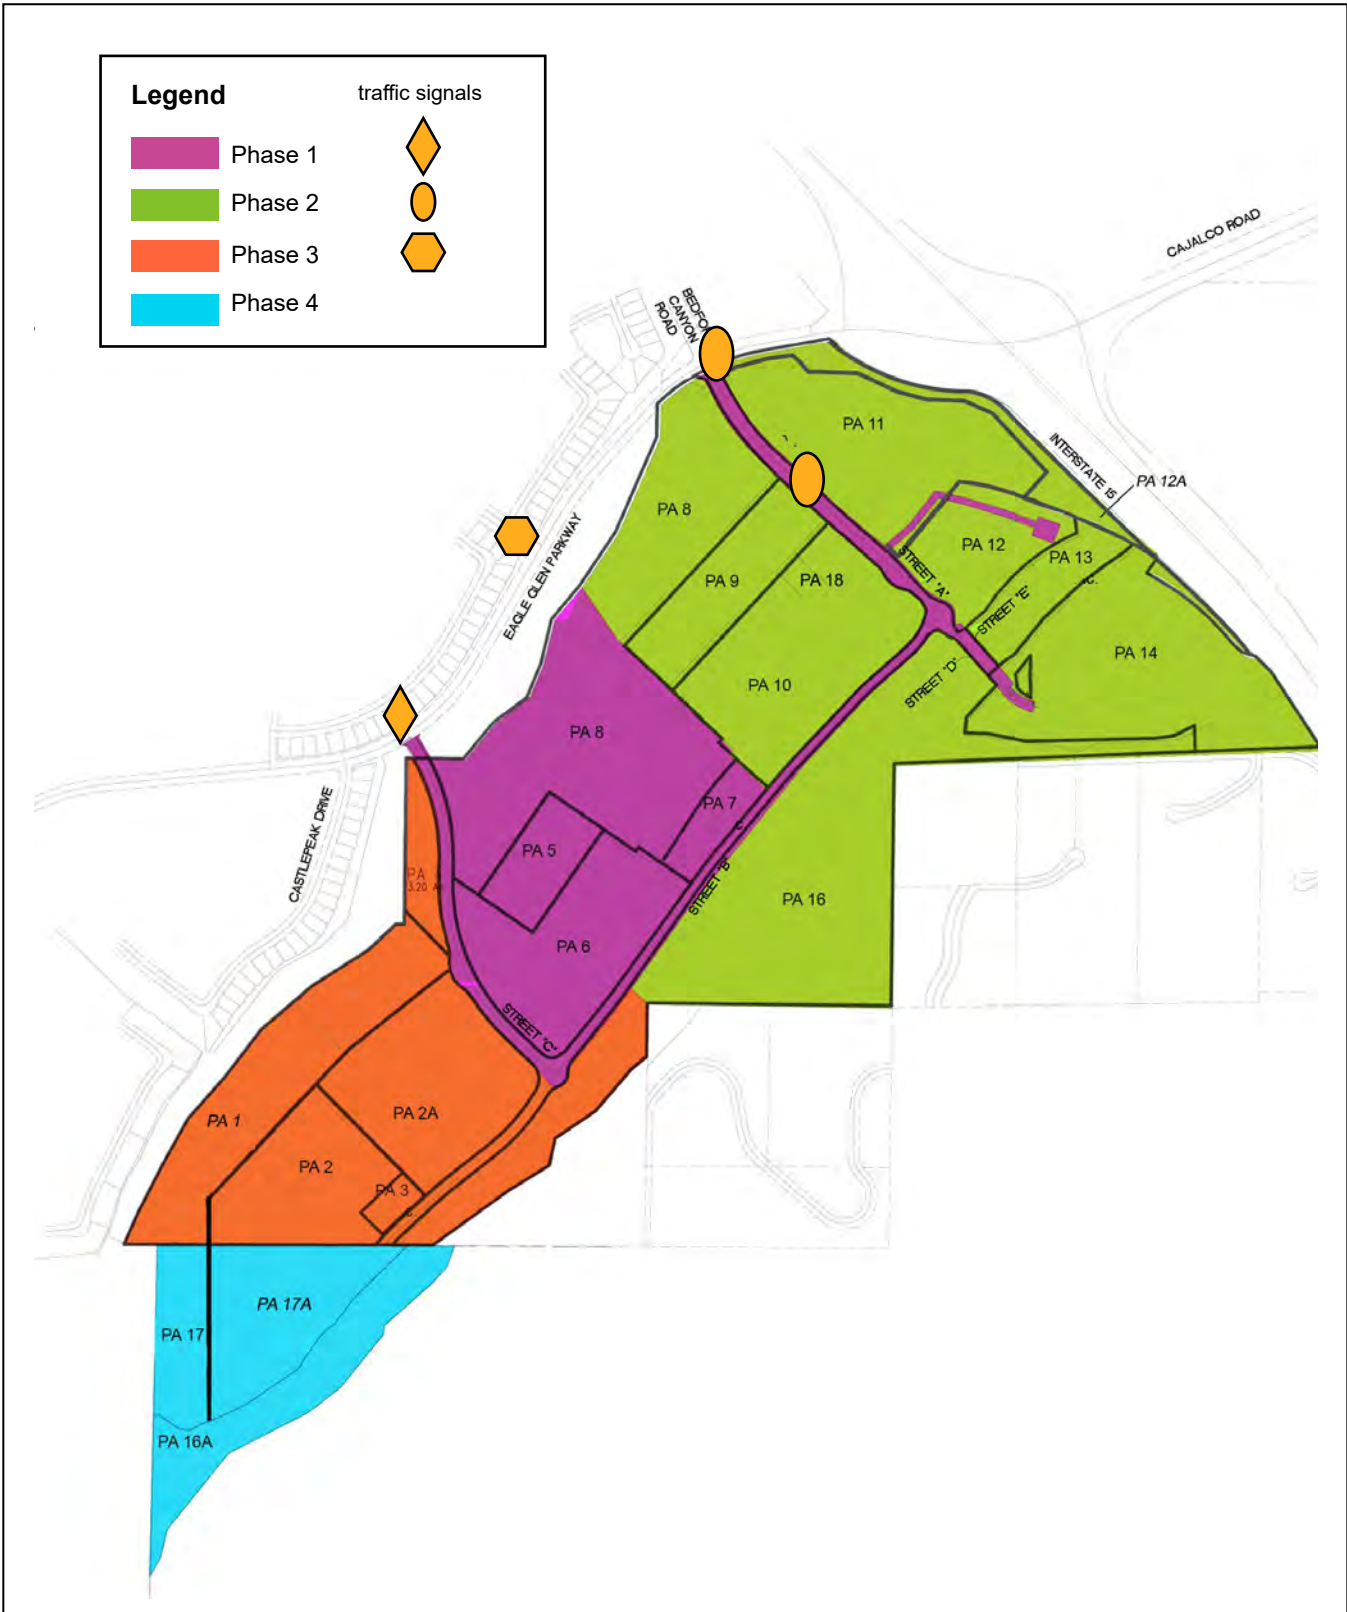 Legend
traffic signals
Phase 1
Phase 2
Phase 3
Phase 4
CAJALCO ROAD
CANYON
ROAD
PA 11
INTERSTATE 15
PA 12A
PA 8
PA 12
PA 13
PA 9
PA 18
STREET "A"
STREET "E"
EAGLE GLEN PARKWAY
PA 14
STREET "D"
PA 10
PA 8
PA 7
CASTLEPEAK DRIVE
PA 5
PA
3.20
STREET "B"
PA 16
PA 6
STREET "C"
PA 1
PA 2A
PA 2
PA 3
PA 17A
PA 17
PA 16A